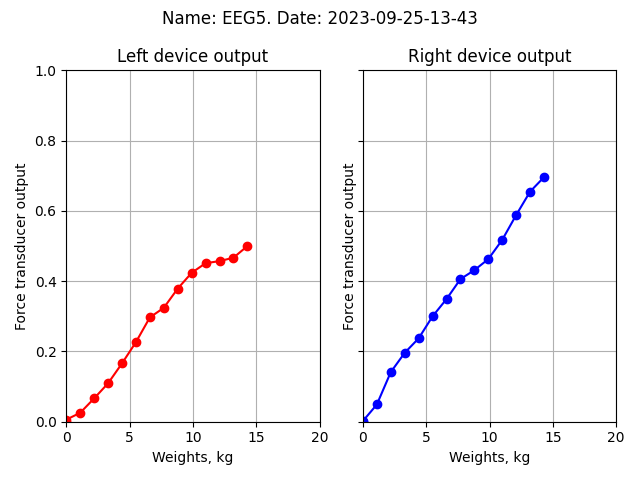 Name: EEG5. Date: 2023-09-25-13-43
Left device output
Right device output
1.0
0.8
0.6
0.4
0.2
0.0
Force transducer output
Force transducer output
0 5 10 15 20
0 5 10 15 20
Weights, kg
Weights, kg